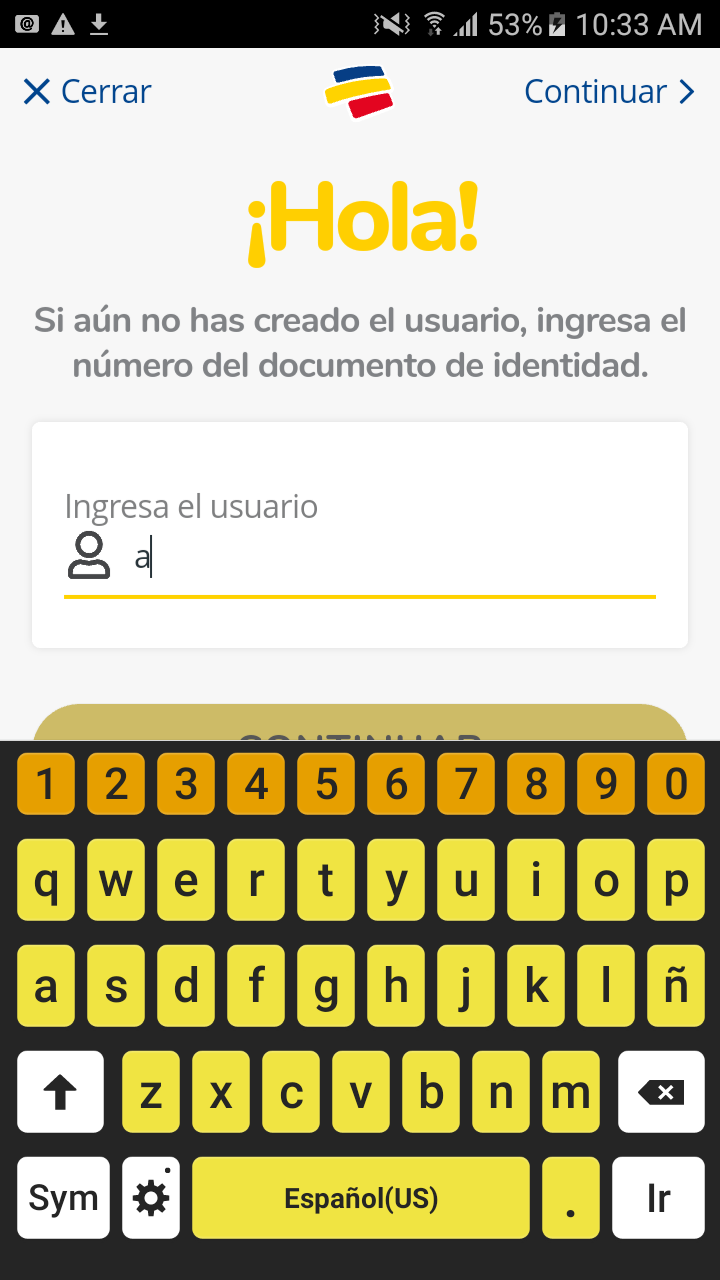 53% 10:33 AM
Cerrar
Continuar
¡Hola!
Si aún no has creado el usuario, ingresa el
número del documento de identidad.
Ingresa el usuario
a
CONTINUAR
1 2 3 4 5 6 7 8 9 0
q w e r t y u i o p
a s d f g h j k l ñ
z x c v b n m
Sym Español(US) . Ir